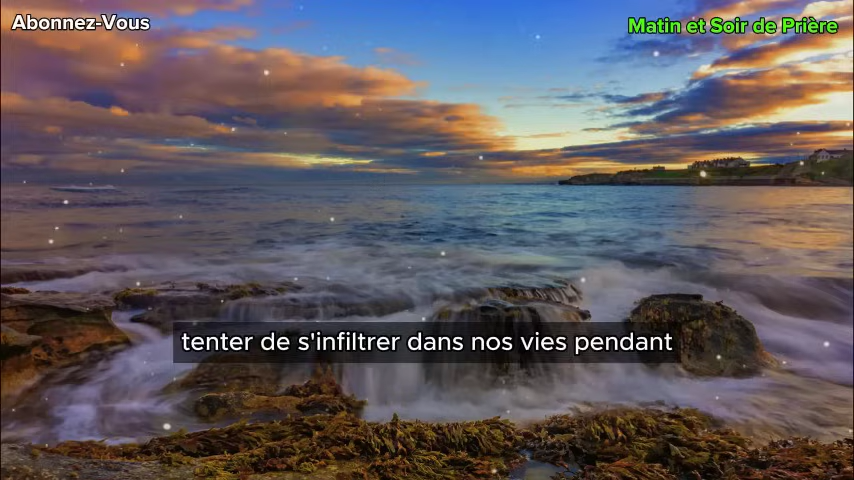 Abonnez-Vous
Matin et Soir de Prière
tenter de s'infiltrer dans nos vies pendant